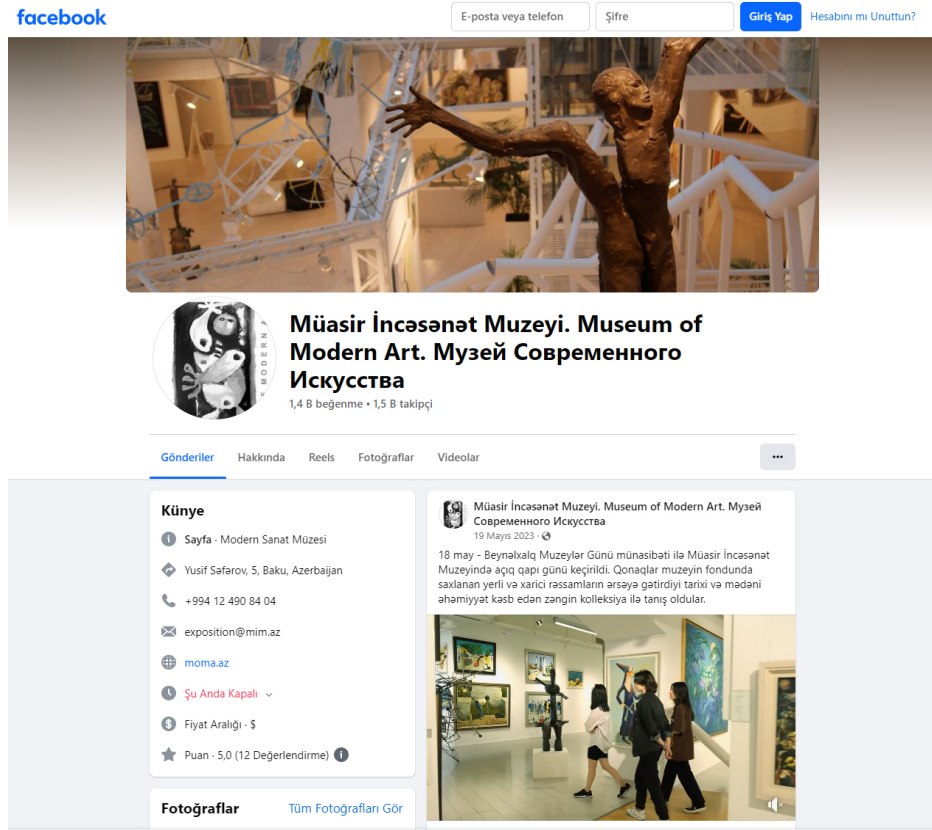 facebook
E-posta veya telefon
Şifre
Giriş Yap
Hesabını mı Unuttun?
MODERN
Müasir İncəsənət Muzeyi. Museum of
Modern Art. Музей Современного
Искусства
1,4 B beğenme • 1,5 B takipçi
Gönderiler
Hakkında
Reels
Fotoğraflar
Videolar
Künye
Sayfa · Modern Sanat Müzesi
Yusif Səfərov, 5, Baku, Azerbaijan
+994 12 490 84 04
exposition@mim.az
moma.az
Şu Anda Kapalı
Fiyat Aralığı · $
Puan · 5,0 (12 Değerlendirme)
Fotoğraflar
Tüm Fotoğrafları Gör
Müasir İncəsənət Muzeyi. Museum of Modern Art. Музей
Современного Искусства
19 Mayıs 2023 ·
18 may - Beynəlxalq Muzeylər Günü münasibəti ilə Müasir İncəsənət
Muzeyində açıq qapı günü keçirildi. Qonaqlar muzeyin fondunda
saxlanan yerli və xarici rəssamların ərsəyə gətirdiyi tarixi və mədəni
əhəmiyyət kəsb edən zəngin kolleksiya ilə tanış oldular.